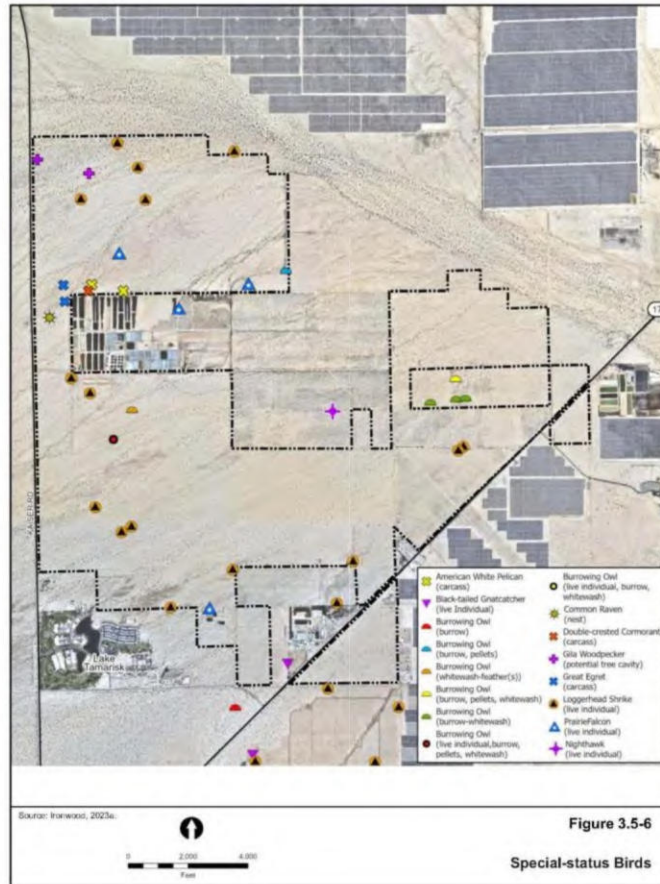 17
KAISER RD
Lake
Tamarisk
American White Pelican
(carcass)
Black-tailed Gnatcatcher
(live Individual)
Burrowing Owl
(burrow)
Burrowing Owl
(burrow, pellets)
Burrowing Owl
(whitewash-feather(s))
Burrowing Owl
(burrow, pellets, whitewash)
Burrowing Owl
(burrow-whitewash)
Burrowing Owl
(live individual,burrow,
pellets, whitewash)
Burrowing Owl
(live individual, burrow,
whitewash)
Common Raven
(nest)
Double-crested Cormorant
(carcass)
Gila Woodpecker
(potential tree cavity)
Great Egret
(carcass)
Loggerhead Shrike
(live individual)
PrairieFalcon
(live individual)
Nighthawk
(live individual)
Source: Ironwood, 2023a.
0 2,000 4,000
Feet
Figure 3.5-6
Special-status Birds